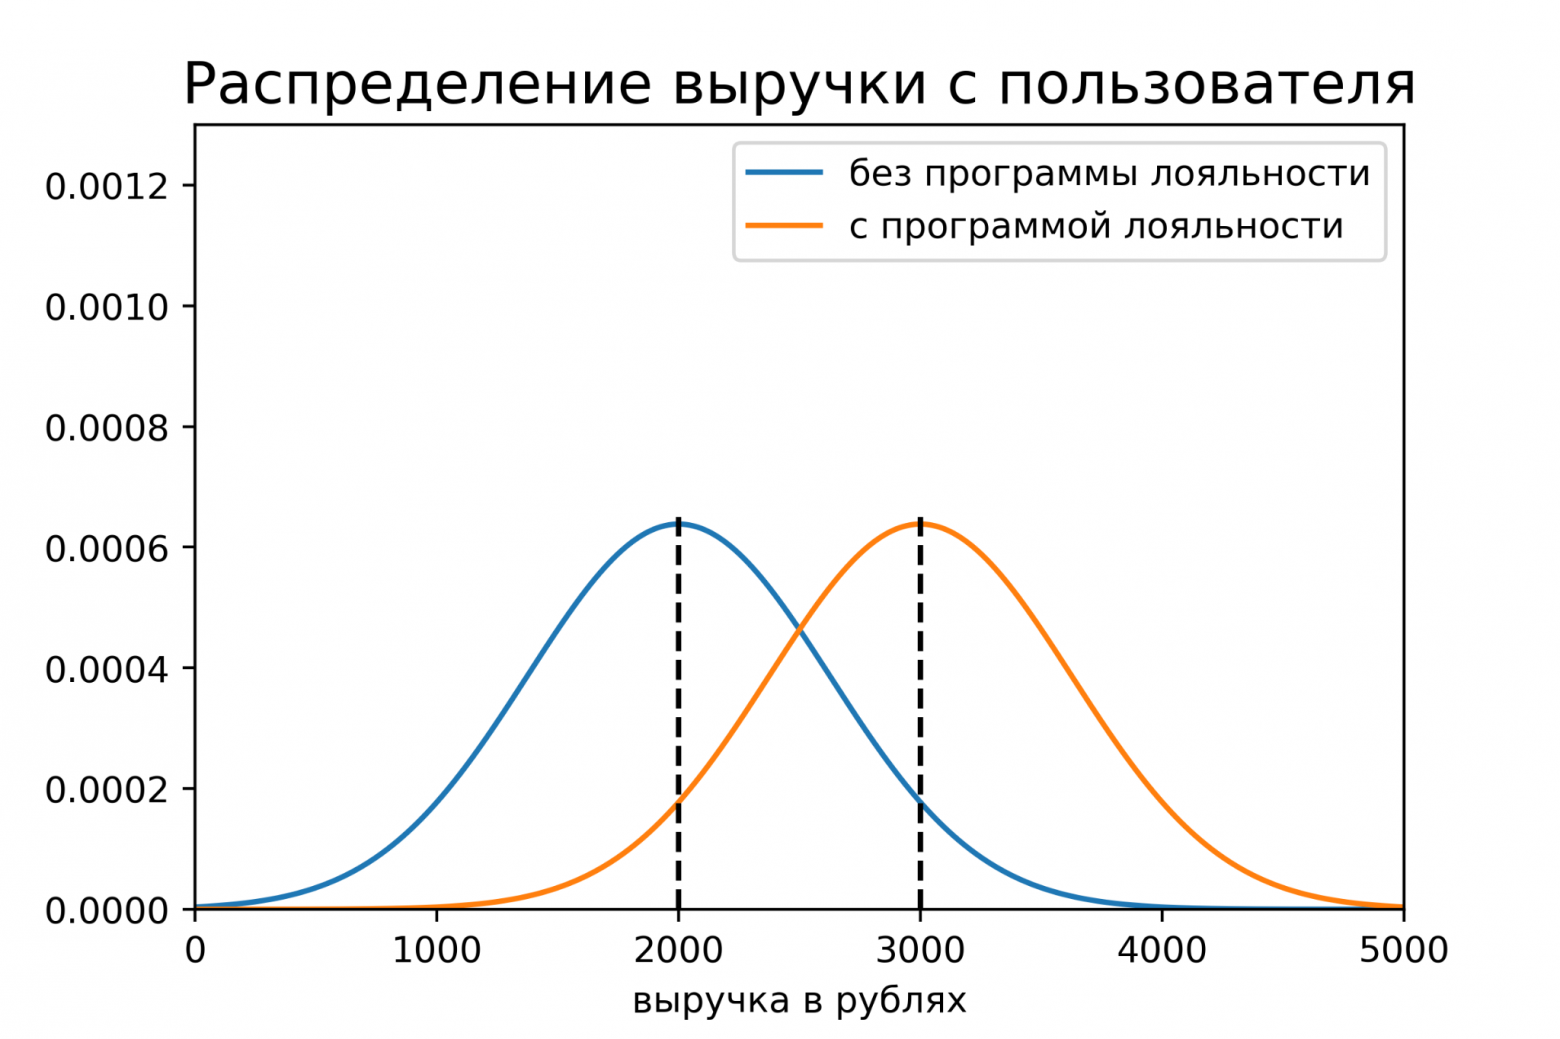 Распределение выручки с пользователя
без программы лояльности
с программой лояльности
0.0012
0.0010
0.0008
0.0006
0.0004
0.0002
0.0000
0 1000 2000 3000 4000 5000
выручка в рублях